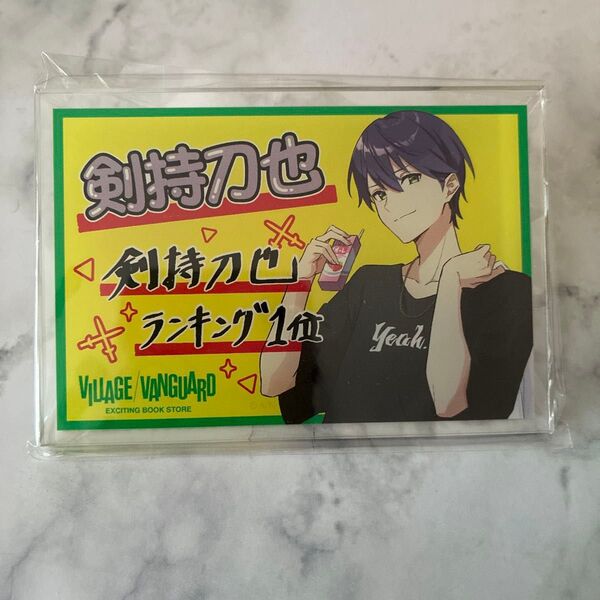 剣持刀也
剣持刀也
ランキング1位
VILLAGE/VANGUARD
EXCITING BOOK STORE
Yeah.